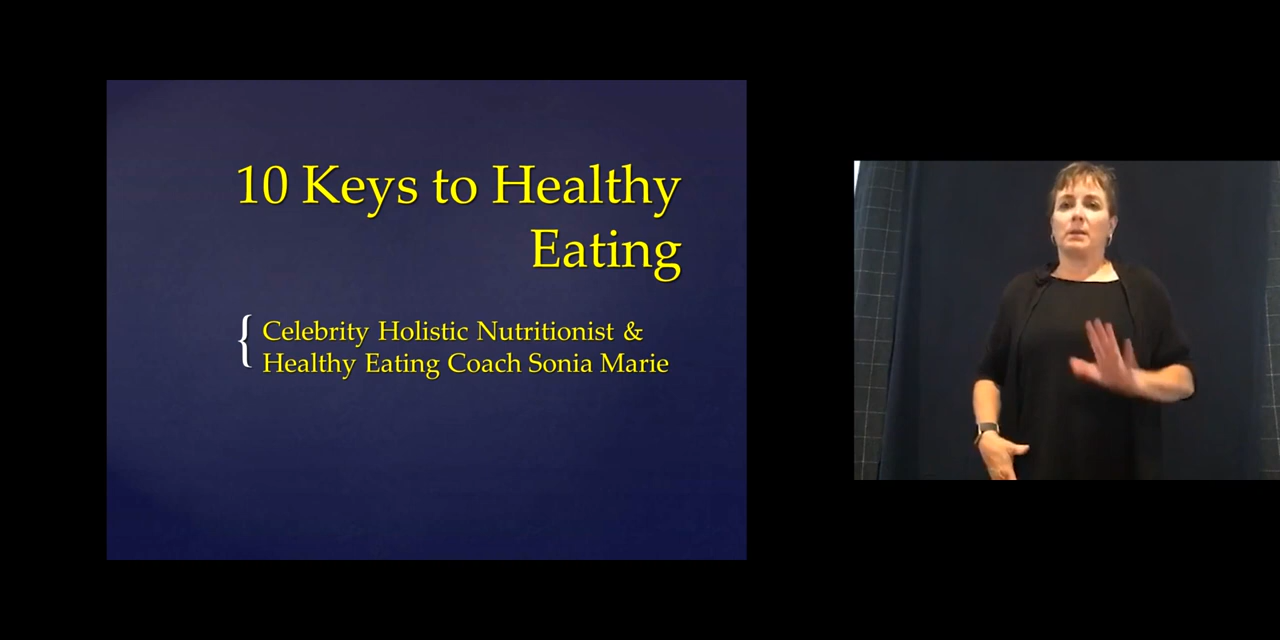 10 Keys to Healthy
Eating
{ Celebrity Holistic Nutritionist &
Healthy Eating Coach Sonia Marie